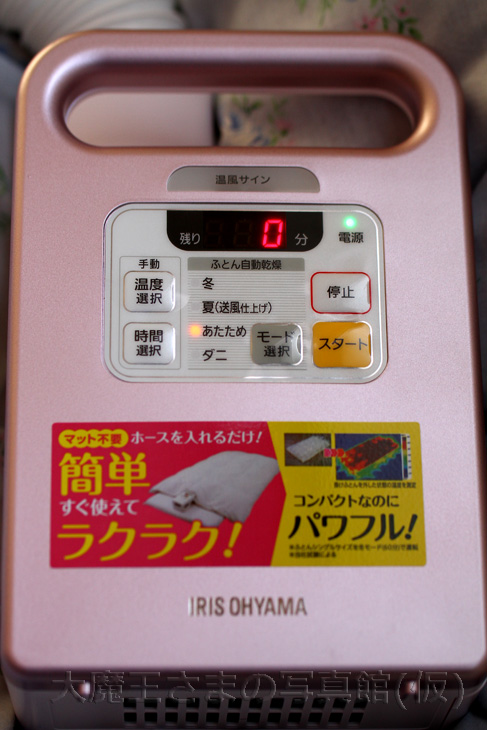 温風サイン
残り 0 分
電源
手動
ふとん自動乾燥
温度
選択
冬
夏(送風仕上げ)
停止
時間
選択
あたため
ダニ
モード
選択
スタート
マット不要 ホースを入れるだけ!
簡単
すぐ使えて
ラクラク!
コンパクトなのに
パワフル!
IRIS OHYAMA
大魔王さまの写真館(仮)